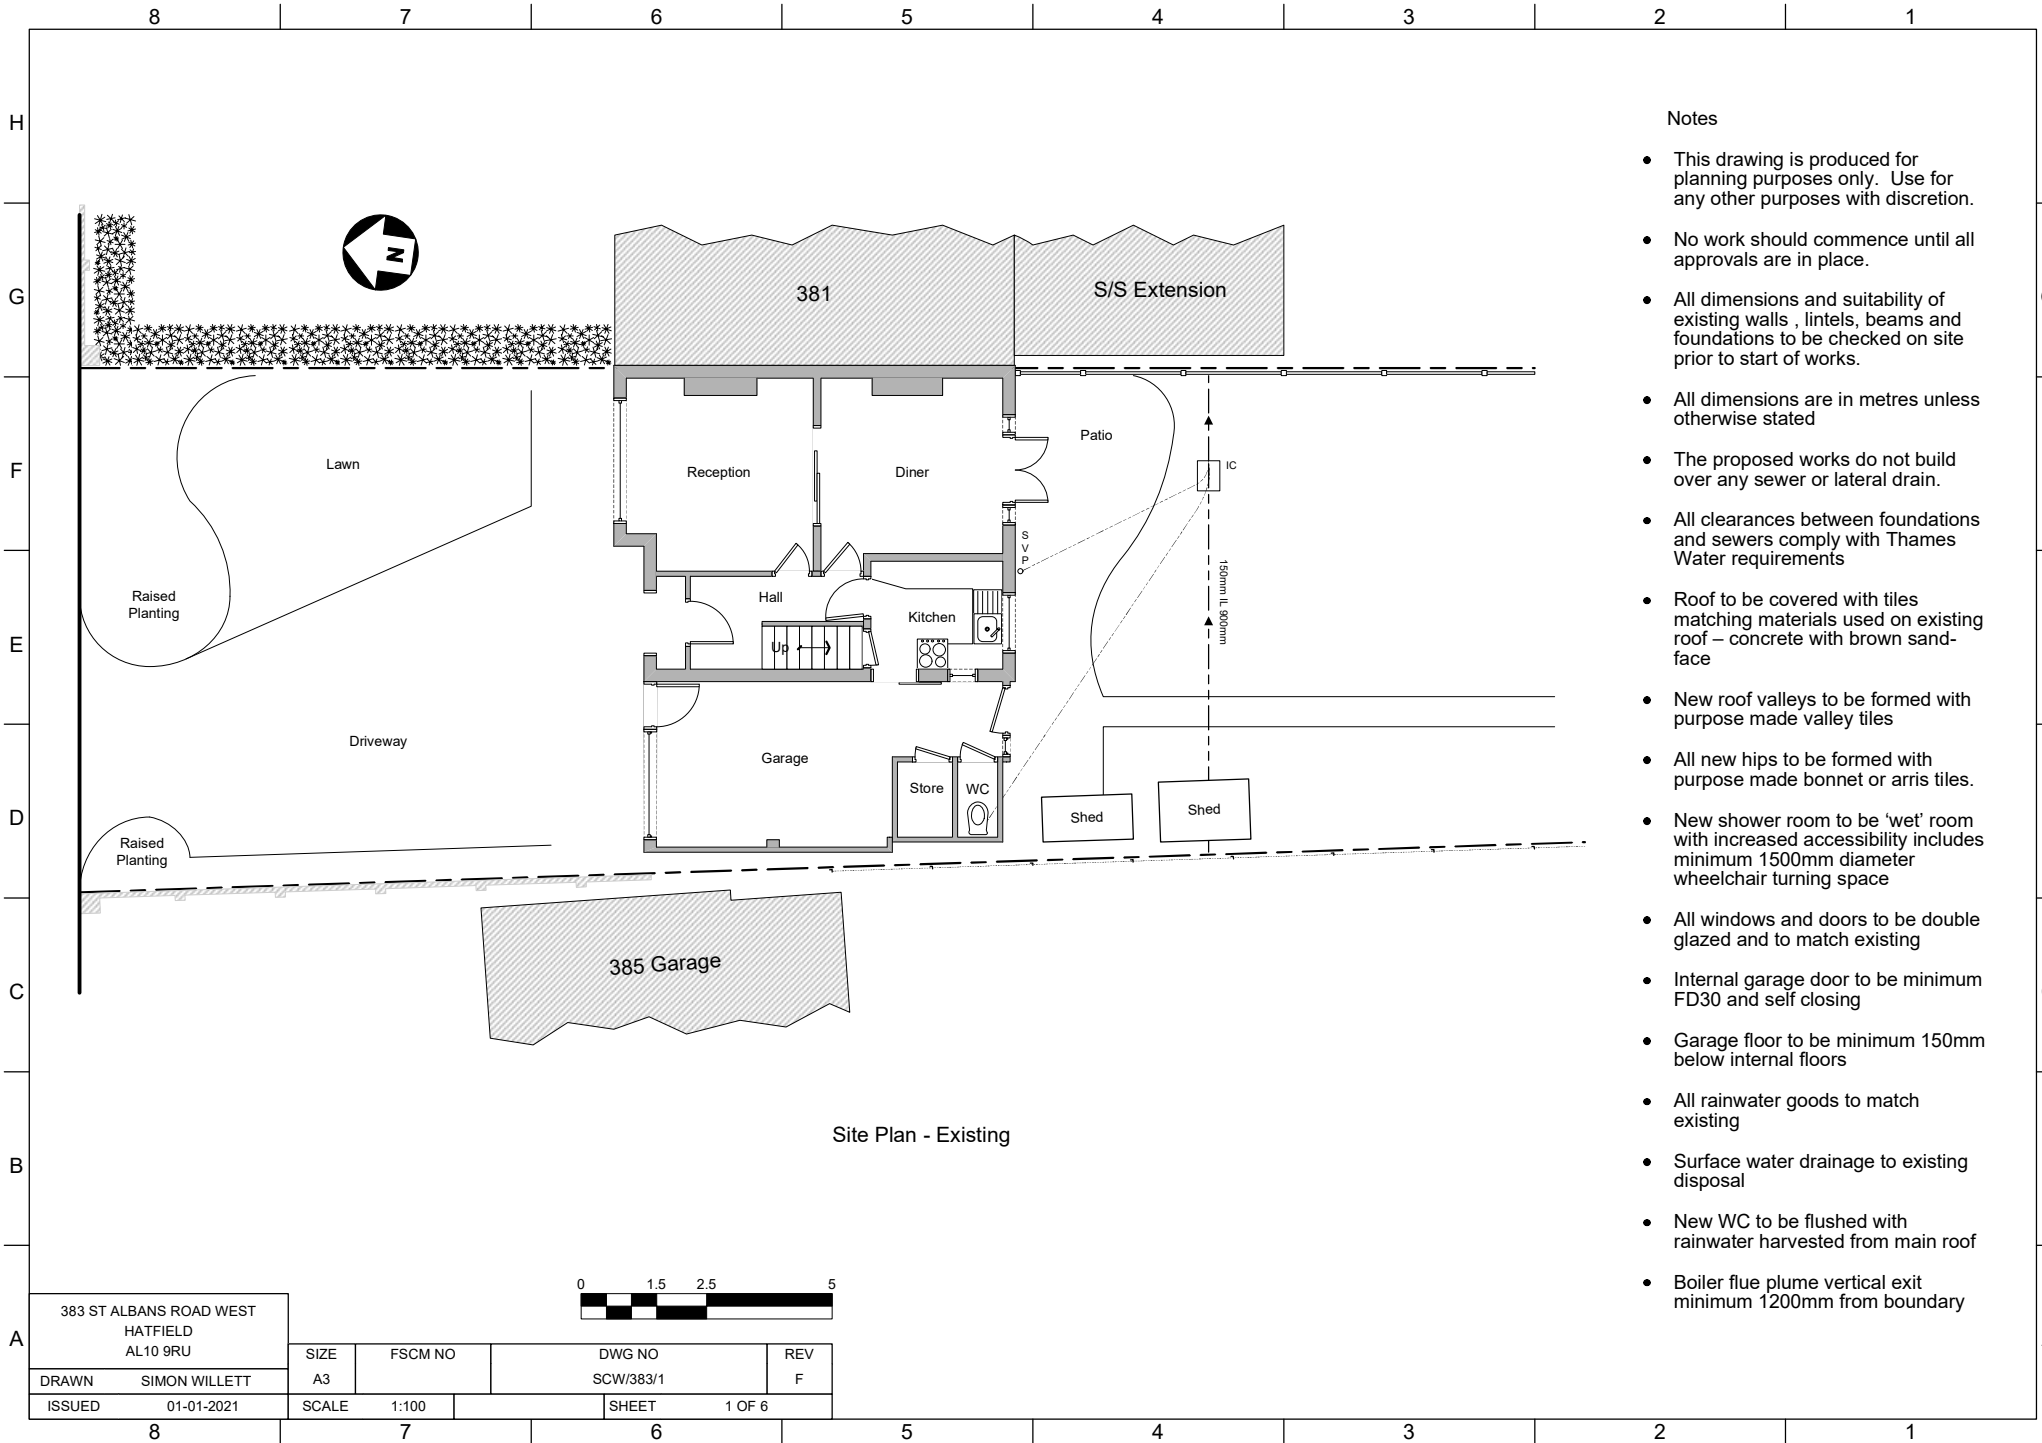 8 7 6 5 4 3 2 1
H
G
F
E
D
C
B
A
N
381
S/S Extension
Lawn
Reception
Diner
Patio
IC
S
V
P
150mm IL 900mm
Raised
Planting
Hall
Kitchen
Up
Driveway
Garage
Store
WC
Shed
Shed
Raised
Planting
385 Garage
Site Plan - Existing
Notes
• This drawing is produced for
planning purposes only. Use for
any other purposes with discretion.
• No work should commence until all
approvals are in place.
• All dimensions and suitability of
existing walls , lintels, beams and
foundations to be checked on site
prior to start of works.
• All dimensions are in metres unless
otherwise stated
• The proposed works do not build
over any sewer or lateral drain.
• All clearances between foundations
and sewers comply with Thames
Water requirements
• Roof to be covered with tiles
matching materials used on existing
roof – concrete with brown sand-
face
• New roof valleys to be formed with
purpose made valley tiles
• All new hips to be formed with
purpose made bonnet or arris tiles.
• New shower room to be ‘wet’ room
with increased accessibility includes
minimum 1500mm diameter
wheelchair turning space
• All windows and doors to be double
glazed and to match existing
• Internal garage door to be minimum
FD30 and self closing
• Garage floor to be minimum 150mm
below internal floors
• All rainwater goods to match
existing
• Surface water drainage to existing
disposal
• New WC to be flushed with
rainwater harvested from main roof
• Boiler flue plume vertical exit
minimum 1200mm from boundary
0 1.5 2.5 5
383 ST ALBANS ROAD WEST
HATFIELD
AL10 9RU
DRAWN SIMON WILLETT
ISSUED 01-01-2021
SIZE FSCM NO DWG NO REV
A3 SCW/383/1 F
SCALE 1:100 SHEET 1 OF 6
8 7 6 5 4 3 2 1